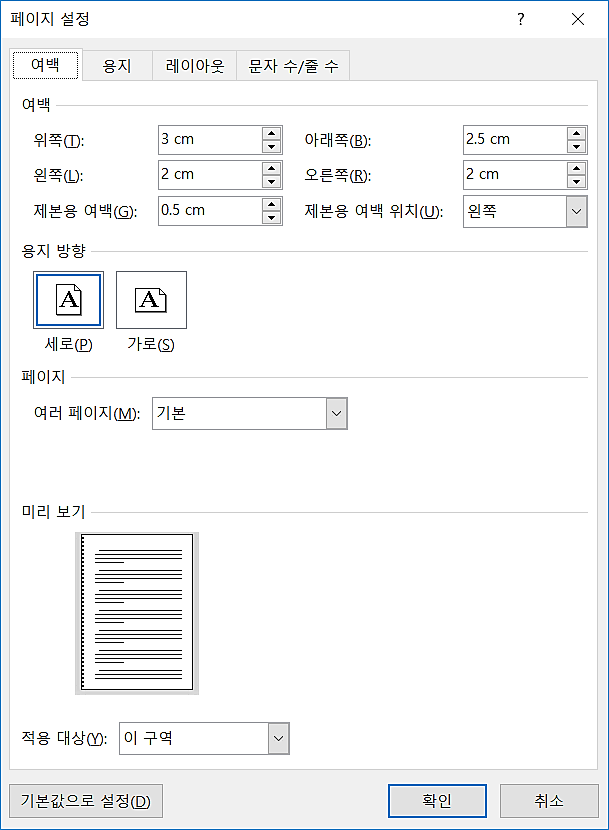 페이지 설정 ?
여백 용지 레이아웃 문자 수/줄 수
여백
위쪽(T): 3 cm 아래쪽(B): 2.5 cm
왼쪽(L): 2 cm 오른쪽(R): 2 cm
제본용 여백(G): 0.5 cm 제본용 여백 위치(U): 왼쪽
용지 방향
A A
세로(P) 가로(S)
페이지
여러 페이지(M): 기본
미리 보기
적용 대상(Y): 이 구역
기본값으로 설정(D) 확인 취소